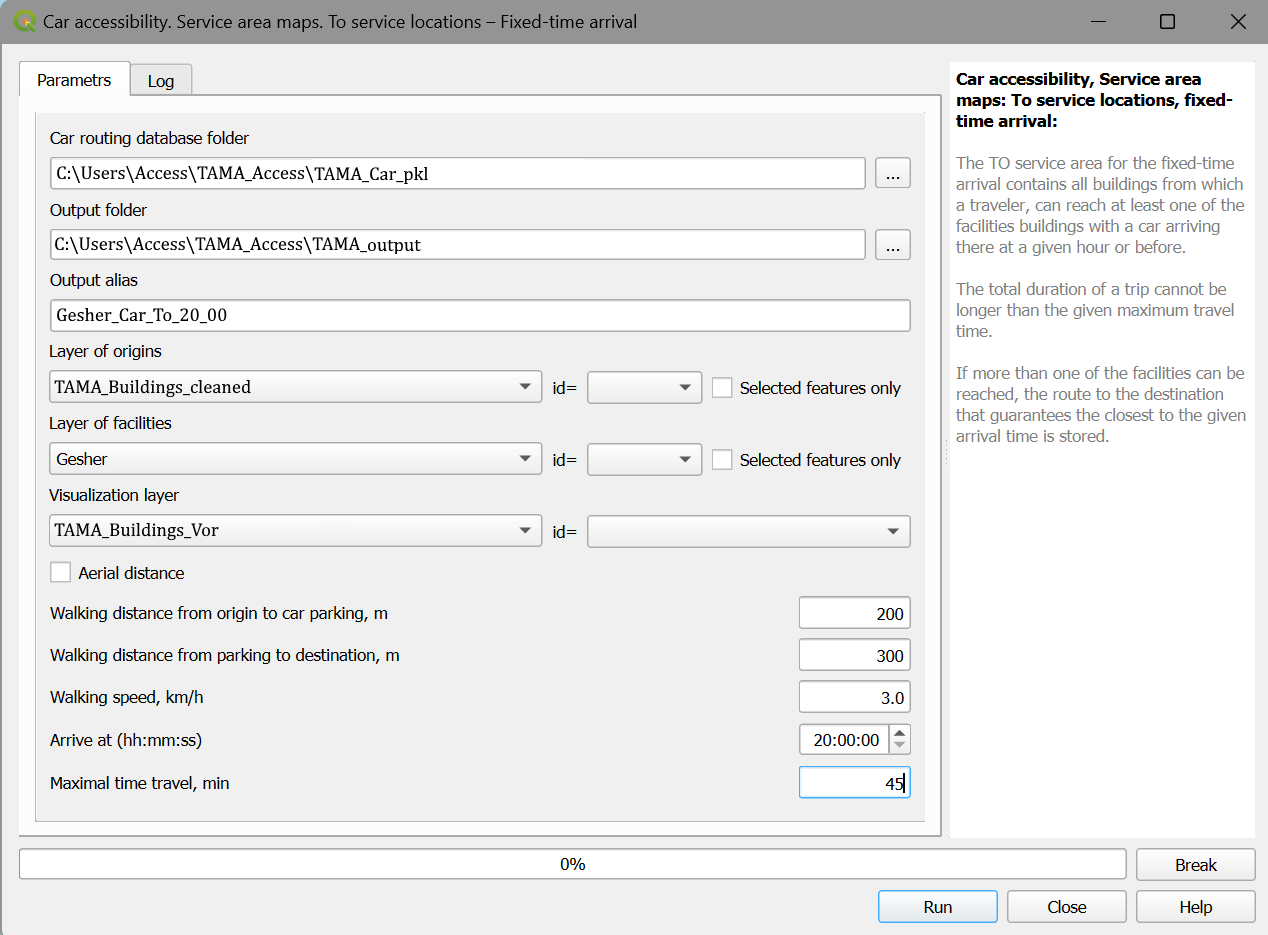 Car accessibility. Service area maps. To service locations – Fixed-time arrival
Parametrs
Log
Car routing database folder
C:\Users\Access\TAMA_Access\TAMA_Car_pkl
...
Output folder
C:\Users\Access\TAMA_Access\TAMA_output
...
Output alias
Gesher_Car_To_20_00
Layer of origins
TAMA_Buildings_cleaned id= Selected features only
Layer of facilities
Gesher id= Selected features only
Visualization layer
TAMA_Buildings_Vor id=
Aerial distance
Walking distance from origin to car parking, m 200
Walking distance from parking to destination, m 300
Walking speed, km/h 3.0
Arrive at (hh:mm:ss) 20:00:00
Maximal time travel, min 45
Car accessibility, Service area
maps: To service locations, fixed-
time arrival:
The TO service area for the fixed-time
arrival contains all buildings from which
a traveler, can reach at least one of the
facilities buildings with a car arriving
there at a given hour or before.
The total duration of a trip cannot be
longer than the given maximum travel
time.
If more than one of the facilities can be
reached, the route to the destination
that guarantees the closest to the given
arrival time is stored.
0%
Break
Run
Close
Help